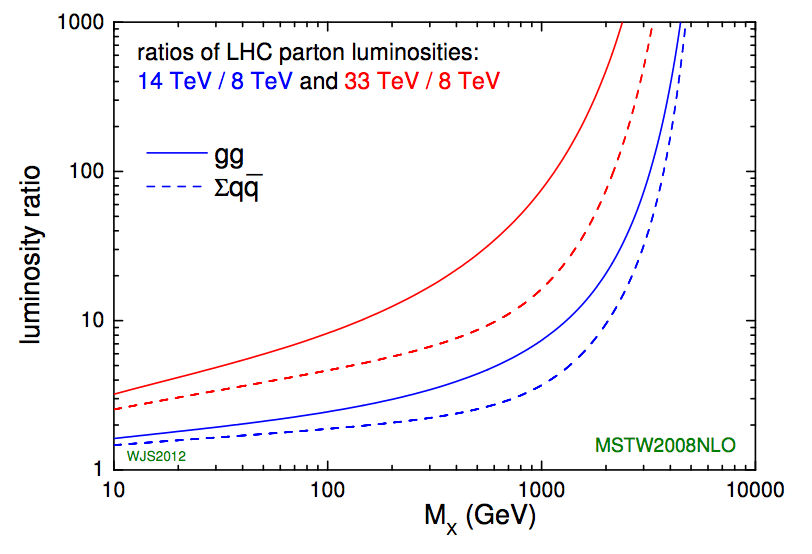 1000
ratios of LHC parton luminosities:
14 TeV / 8 TeV and 33 TeV / 8 TeV
gg
Σqq̅
100
luminosity ratio
10
MSTW2008NLO
WJS2012
1
10 100 1000 10000
M_X (GeV)